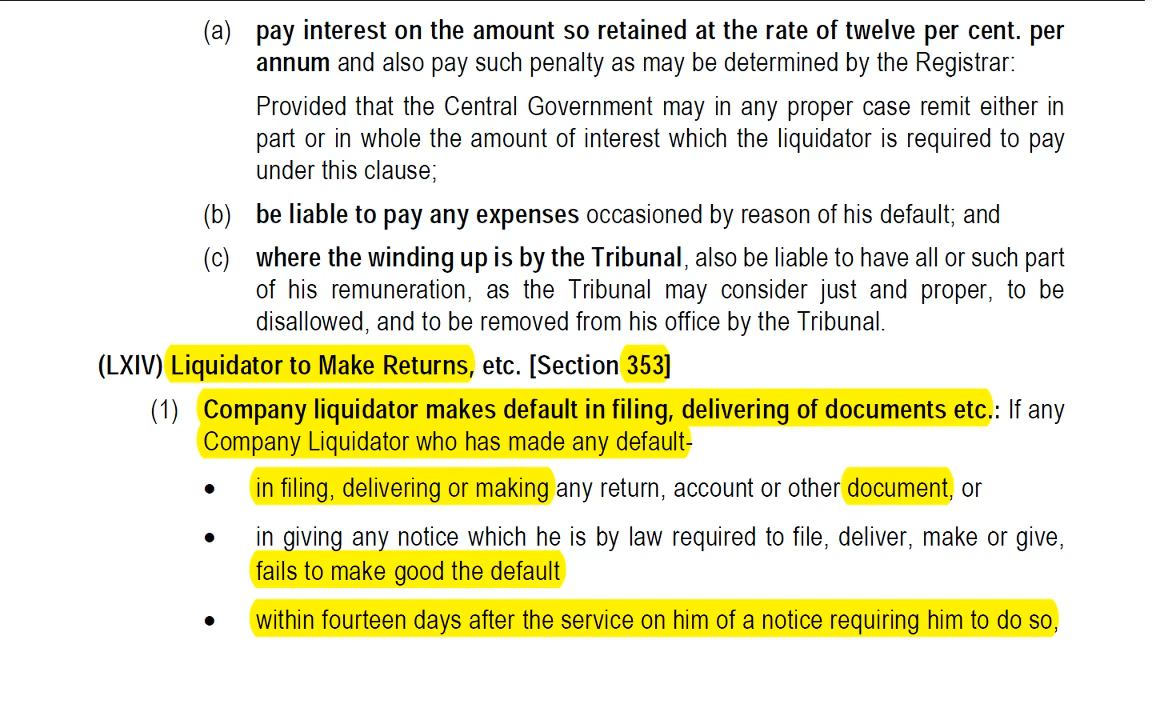 (a) pay interest on the amount so retained at the rate of twelve per cent. per
annum and also pay such penalty as may be determined by the Registrar:
Provided that the Central Government may in any proper case remit either in
part or in whole the amount of interest which the liquidator is required to pay
under this clause;
(b) be liable to pay any expenses occasioned by reason of his default; and
(c) where the winding up is by the Tribunal, also be liable to have all or such part
of his remuneration, as the Tribunal may consider just and proper, to be
disallowed, and to be removed from his office by the Tribunal.
(LXIV) Liquidator to Make Returns, etc. [Section 353]
(1) Company liquidator makes default in filing, delivering of documents etc.: If any
Company Liquidator who has made any default-
• in filing, delivering or making any return, account or other document, or
• in giving any notice which he is by law required to file, deliver, make or give,
fails to make good the default
• within fourteen days after the service on him of a notice requiring him to do so,